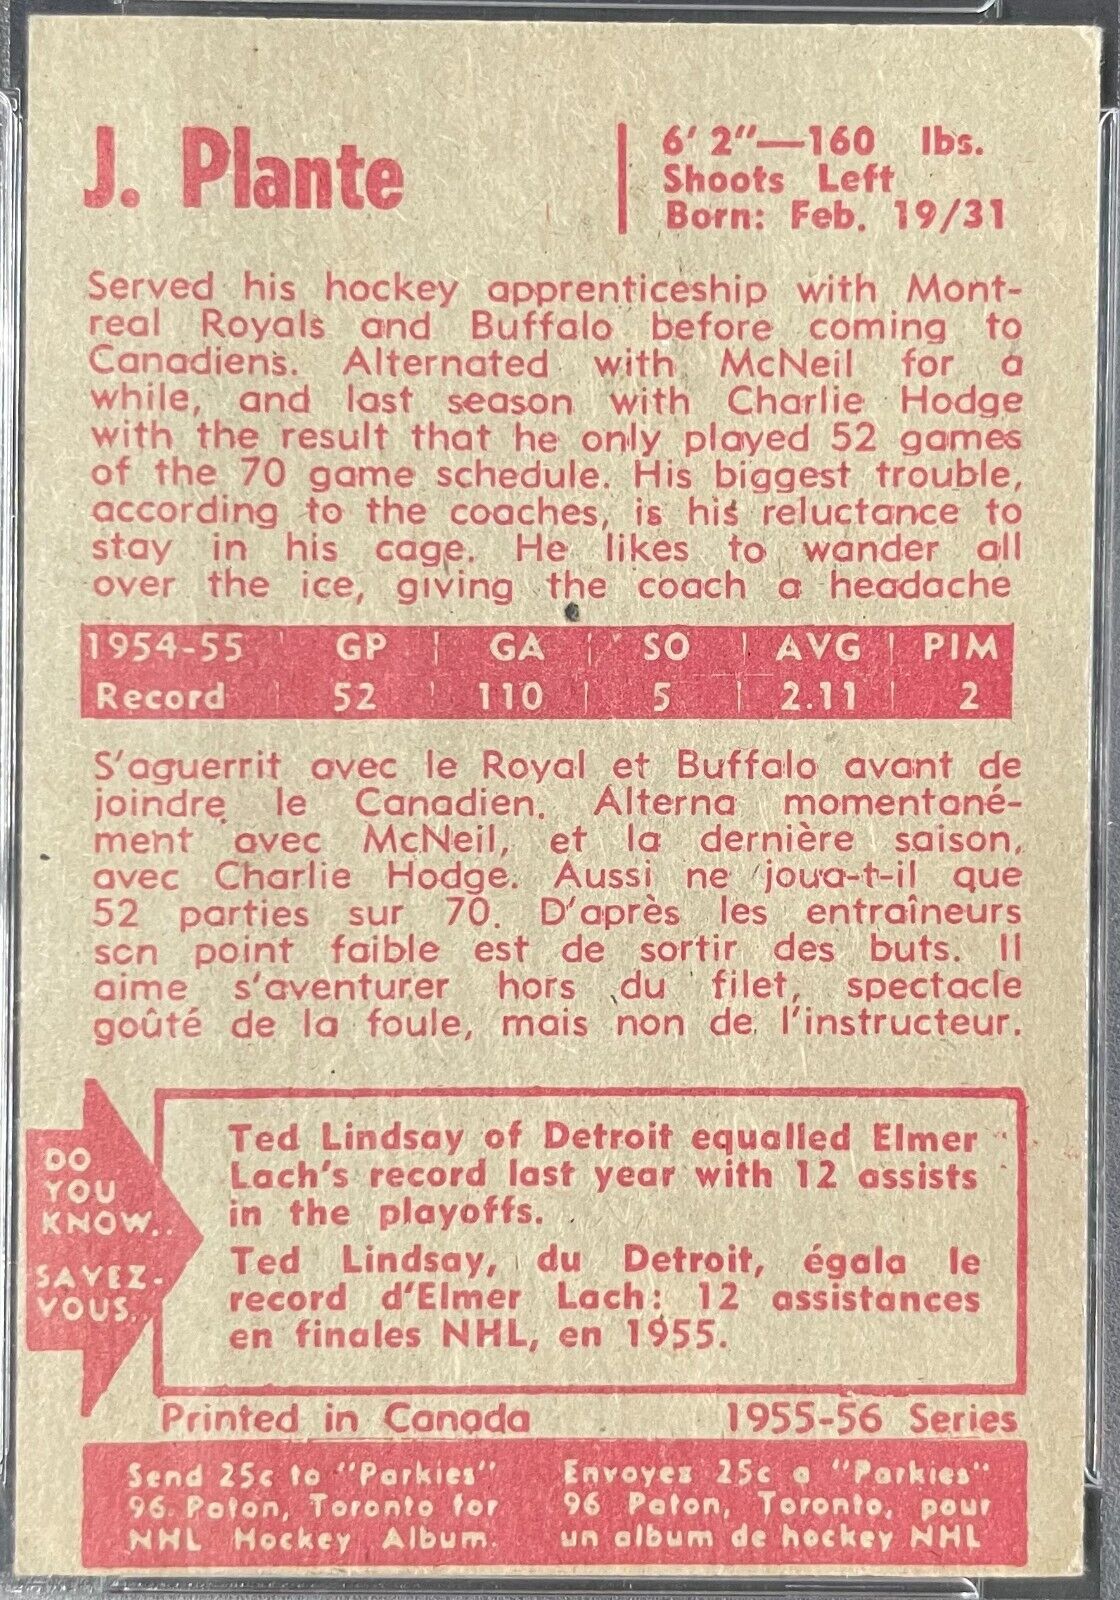 J. Plante
6' 2"—160 lbs.
Shoots Left
Born: Feb. 19/31
Served his hockey apprenticeship with Mont-
real Royals and Buffalo before coming to
Canadiens. Alternated with McNeil for a
while, and last season with Charlie Hodge
with the result that he only played 52 games
of the 70 game schedule. His biggest trouble,
according to the coaches, is his reluctance to
stay in his cage. He likes to wander all
over the ice, giving the coach a headache
1954-55 GP GA SO AVG PIM
Record 52 110 5 2.11 2
S'aguerrit avec le Royal et Buffalo avant de
joindre le Canadien. Alterna momentané-
ment avec McNeil, et la dernière saison,
avec Charlie Hodge. Aussi ne joua-t-il que
52 parties sur 70. D'après les entraîneurs
scn point faible est de sortir des buts. Il
aime s'aventurer hors du filet, spectacle
goûté de la foule, mais non de l'instructeur.
DO
YOU
KNOW..
SAVEZ-
VOUS..
Ted Lindsay of Detroit equalled Elmer
Lach's record last year with 12 assists
in the playoffs.
Ted Lindsay, du Detroit, égala le
record d'Elmer Lach: 12 assistances
en finales NHL, en 1955.
Printed in Canada 1955-56 Series
Send 25c to "Parkies"
96 Paton, Toronto for
NHL Hockey Album.
Envoyez 25c a "Parkies"
96 Paton, Toronto, pour
un album de hockey NHL